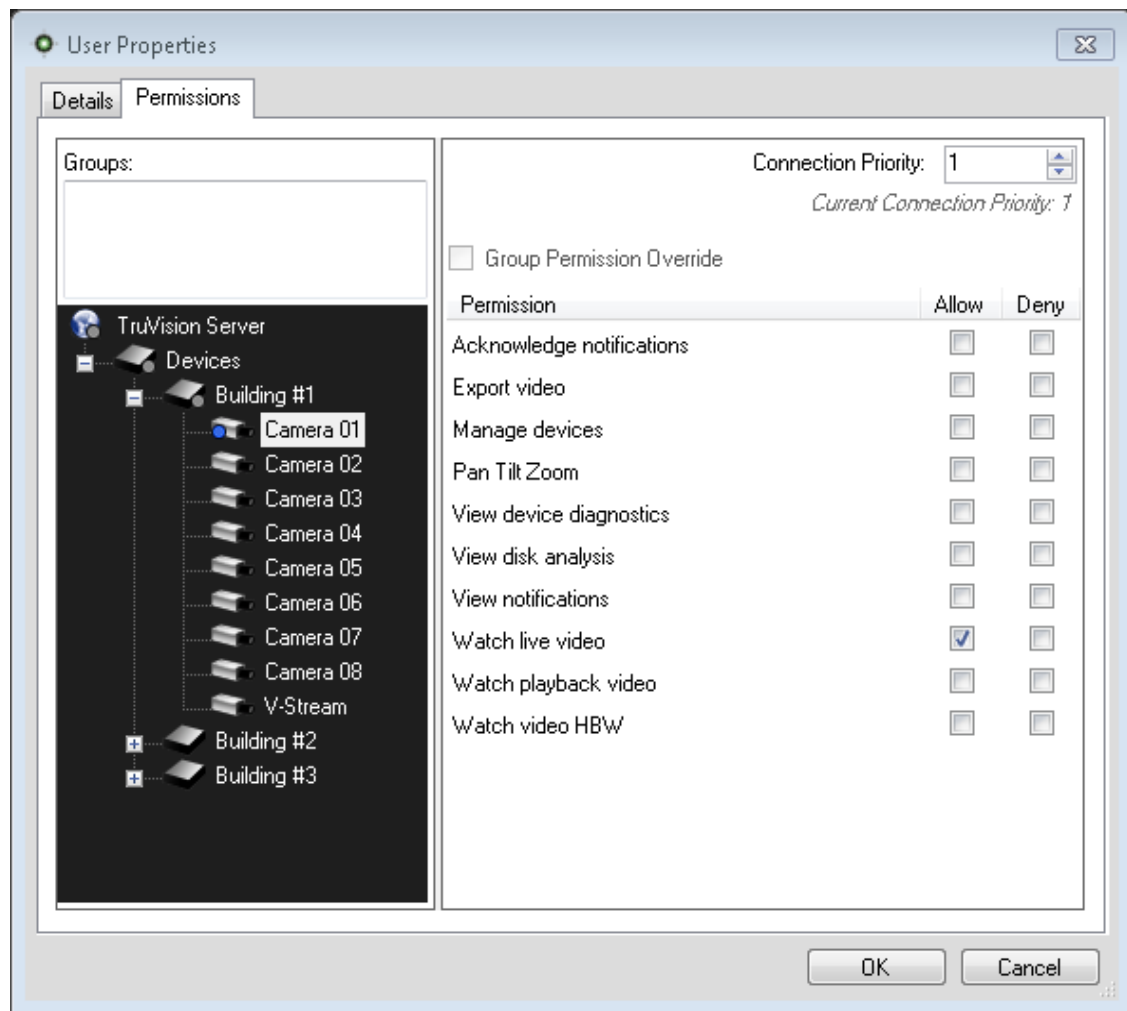 User Properties
Details Permissions
Groups:
Connection Priority: 1
Current Connection Priority: 1
Group Permission Override
Permission Allow Deny
TruVision Server
Devices
Building #1
Camera 01
Camera 02
Camera 03
Camera 04
Camera 05
Camera 06
Camera 07
Camera 08
V-Stream
Building #2
Building #3
Acknowledge notifications
Export video
Manage devices
Pan Tilt Zoom
View device diagnostics
View disk analysis
View notifications
Watch live video
Watch playback video
Watch video HBW
OK Cancel